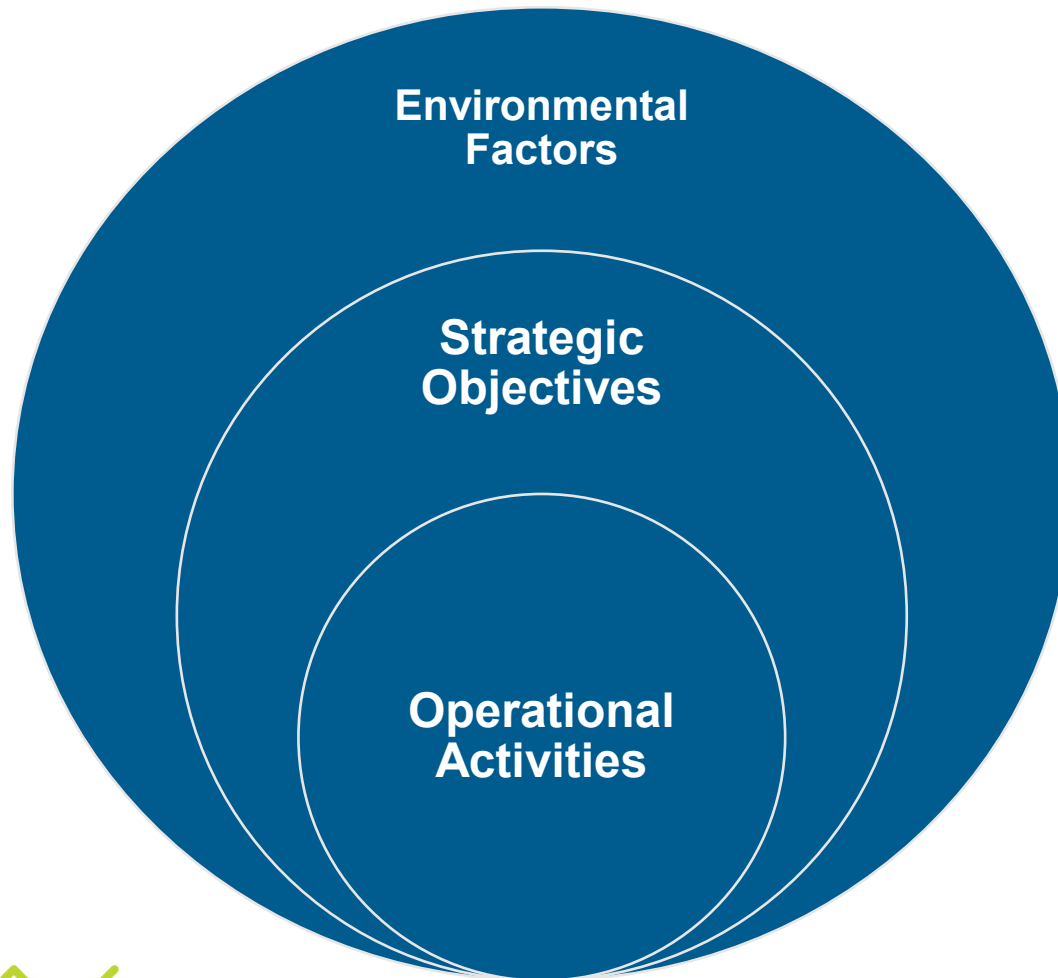 Environmental
Factors
Strategic
Objectives
Operational
Activities